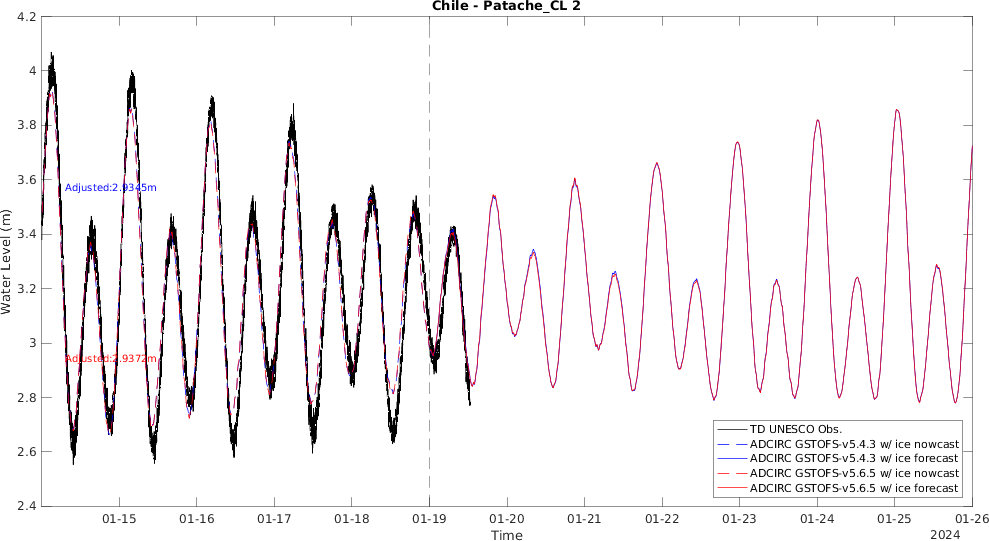 Chile - Patache_CL 2
4.2
4
3.8
3.6
3.4
3.2
3
2.8
2.6
2.4
Water Level (m)
Adjusted:2.9345m
Adjusted:2.9372m
TD UNESCO Obs.
ADCIRC GSTOFS-v5.4.3 w/ ice nowcast
ADCIRC GSTOFS-v5.4.3 w/ ice forecast
ADCIRC GSTOFS-v5.6.5 w/ ice nowcast
ADCIRC GSTOFS-v5.6.5 w/ ice forecast
01-15 01-16 01-17 01-18 01-19 01-20 01-21 01-22 01-23 01-24 01-25 01-26
Time
2024